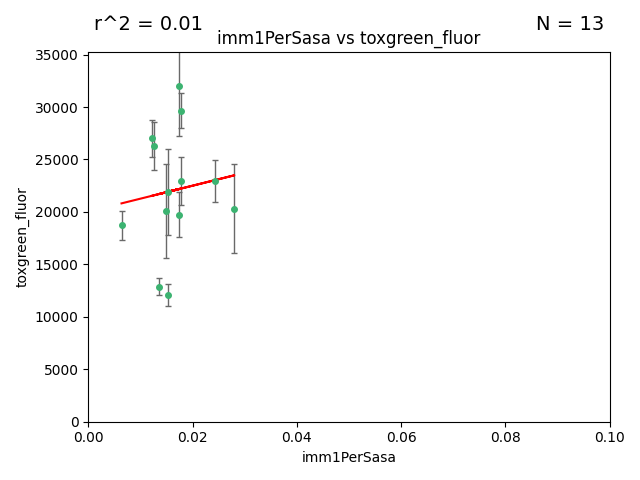 r^2 = 0.01
N = 13
imm1PerSasa vs toxgreen_fluor
35000
30000
25000
20000
15000
10000
5000
0
toxgreen_fluor
0.00
0.02
0.04
0.06
0.08
0.10
imm1PerSasa